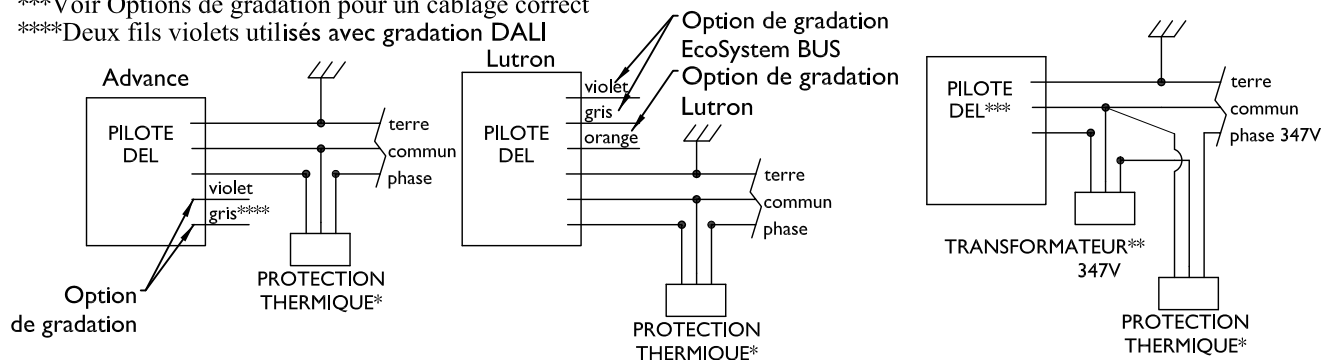 ***Voir Options de gradation pour un câblage correct
****Deux fils violets utilisés avec gradation DALI
Advance
PILOTE
DEL
terre
commun
phase
violet
gris****
Option
de gradation
PROTECTION
THERMIQUE*
Lutron
PILOTE
DEL
violet
gris
orange
Option de gradation
EcoSystem BUS
Option de gradation
Lutron
terre
commun
phase
PROTECTION
THERMIQUE*
PILOTE
DEL***
terre
commun
phase 347V
TRANSFORMATEUR**
347V
PROTECTION
THERMIQUE*